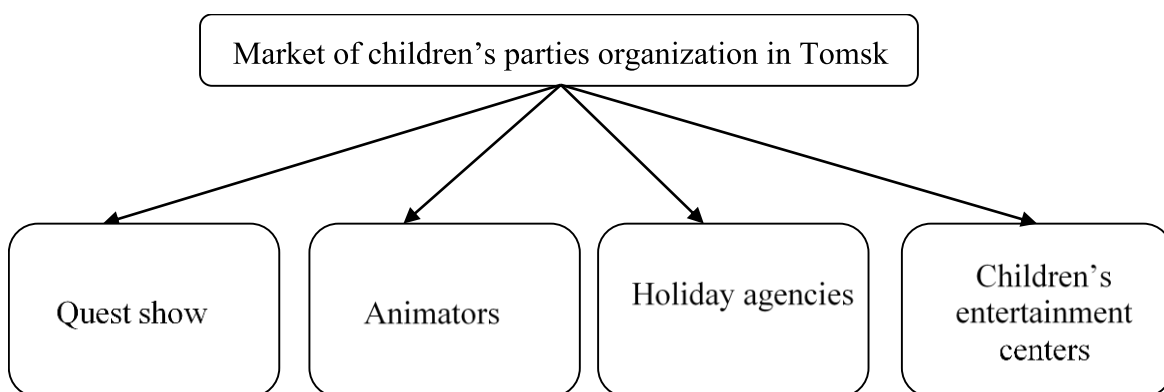 Market of children’s parties organization in Tomsk
Quest show
Animators
Holiday agencies
Children’s
entertainment
centers